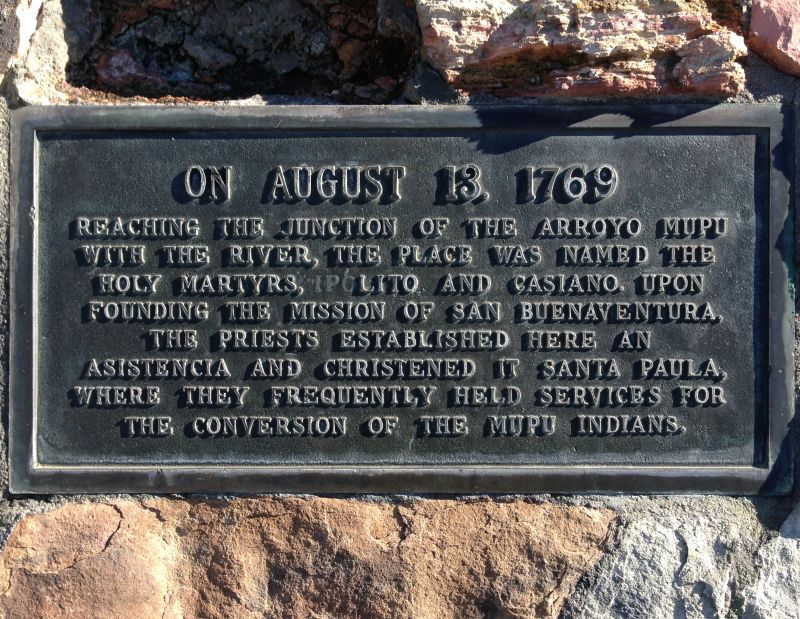 ON AUGUST 13, 1769
REACHING THE JUNCTION OF THE ARROYO MUPU
WITH THE RIVER, THE PLACE WAS NAMED THE
HOLY MARTYRS, IPOLITO AND CASIANO. UPON
FOUNDING THE MISSION OF SAN BUENAVENTURA,
THE PRIESTS ESTABLISHED HERE AN
ASISTENCIA AND CHRISTENED IT SANTA PAULA,
WHERE THEY FREQUENTLY HELD SERVICES FOR
THE CONVERSION OF THE MUPU INDIANS.